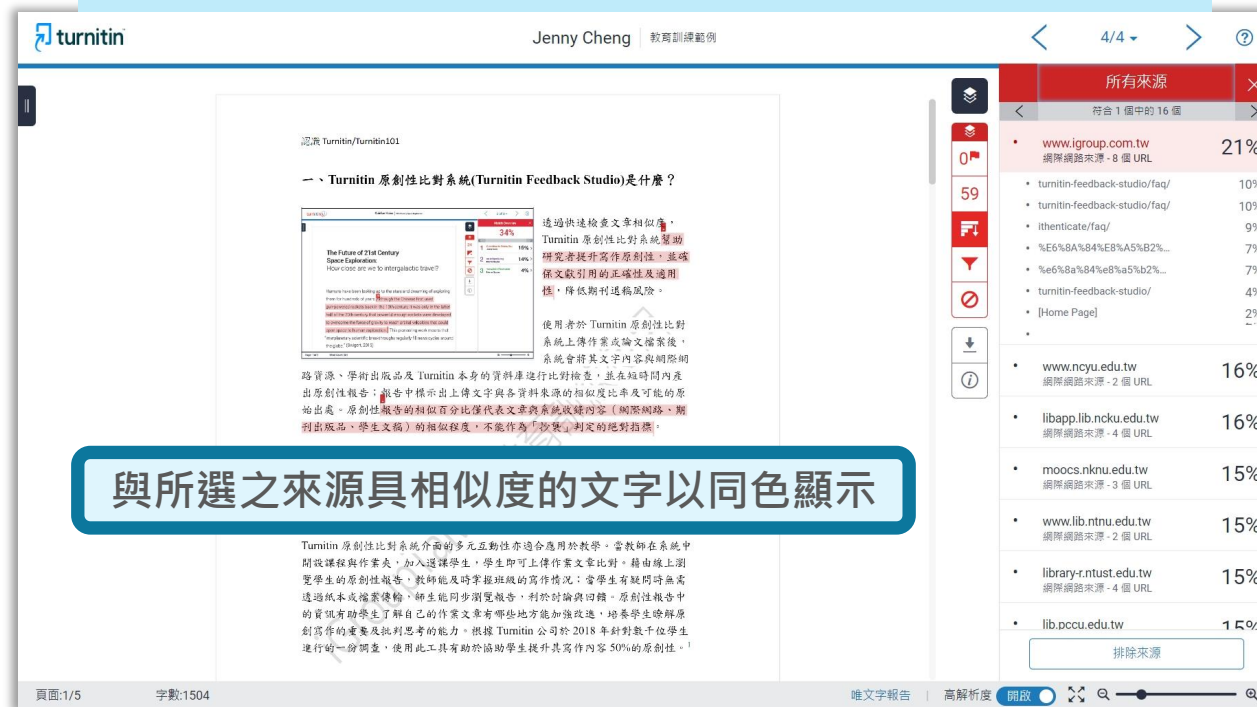 turnitin
Jenny Cheng
教育訓練範例
4/4
認識 Turnitin/Turnitin101
一、Turnitin 原創性比對系統(Turnitin Feedback Studio)是什麼？
34%
The Future of 21st Century
Space Exploration:
How close are we to intergalactic travel?
透過快速檢查文章相似度，
Turnitin 原創性比對系統幫助
研究者提升寫作原創性，並確
保文獻引用的正確性及適用
性，降低期刊退稿風險。
使用者於 Turnitin 原創性比對
系統上傳作業或論文檔案後，
系統會將其文字內容與網際網
路資源、學術出版品及 Turnitin 本身的資料庫進行比對檢查，並在短時間內產
出原創性報告；報告中標示出上傳文字與各資料來源的相似度比率及可能的原
始出處。原創性報告的相似百分比僅代表文章與系統收錄內容（網際網路、期
刊出版品、學生文稿）的相似程度，不能作為「抄襲」判定的絕對指標。
與所選之來源具相似度的文字以同色顯示
Turnitin 原創性比對系統介面的多元互動性亦適合應用於教學。當教師在系統中
開設課程與作業夾，加入選課學生，學生即可上傳作業文章比對。藉由線上瀏
覽學生的原創性報告，教師能及時掌握班級的寫作情況；當學生有疑問時無需
透過紙本或檔案傳輸，師生能同步瀏覽報告，利於討論與回饋。原創性報告中
的資訊有助學生了解自己的作業文章有哪些地方能加強改進，培養學生瞭解原
創寫作的重要及批判思考的能力。根據 Turnitin 公司於 2018 年針對數千位學生
進行的一份調查，使用此工具有助於協助學生提升其寫作內容 50%的原創性。1
0
59
所有來源
符合 1 個中的 16 個
www.igroup.com.tw 21%
網際網路來源 - 8 個 URL
turnitin-feedback-studio/faq/ 10%
turnitin-feedback-studio/faq/ 10%
ithenticate/faq/ 9%
%E6%8A%84%E8%A5%B2%... 7%
%e6%8a%84%e8%a5%b2%... 7%
turnitin-feedback-studio/ 4%
[Home Page] 2%
www.ncyu.edu.tw 16%
網際網路來源 - 2 個 URL
libapp.lib.ncku.edu.tw 16%
網際網路來源 - 4 個 URL
moocs.nknu.edu.tw 15%
網際網路來源 - 3 個 URL
www.lib.ntnu.edu.tw 15%
網際網路來源 - 2 個 URL
library-r.ntust.edu.tw 15%
網際網路來源 - 4 個 URL
lib.pccu.edu.tw 15%
排除來源
頁面:1/5
字數:1504
唯文字報告
高解析度
開啟